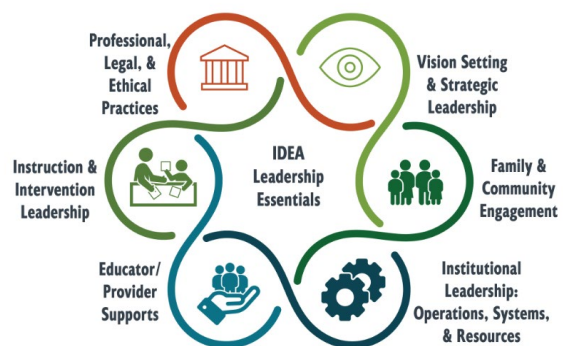 Professional,
Legal, &
Ethical
Practices
Vision Setting
& Strategic
Leadership
Instruction &
Intervention
Leadership
IDEA
Leadership
Essentials
Family &
Community
Engagement
Educator/
Provider
Supports
Institutional
Leadership:
Operations, Systems,
& Resources